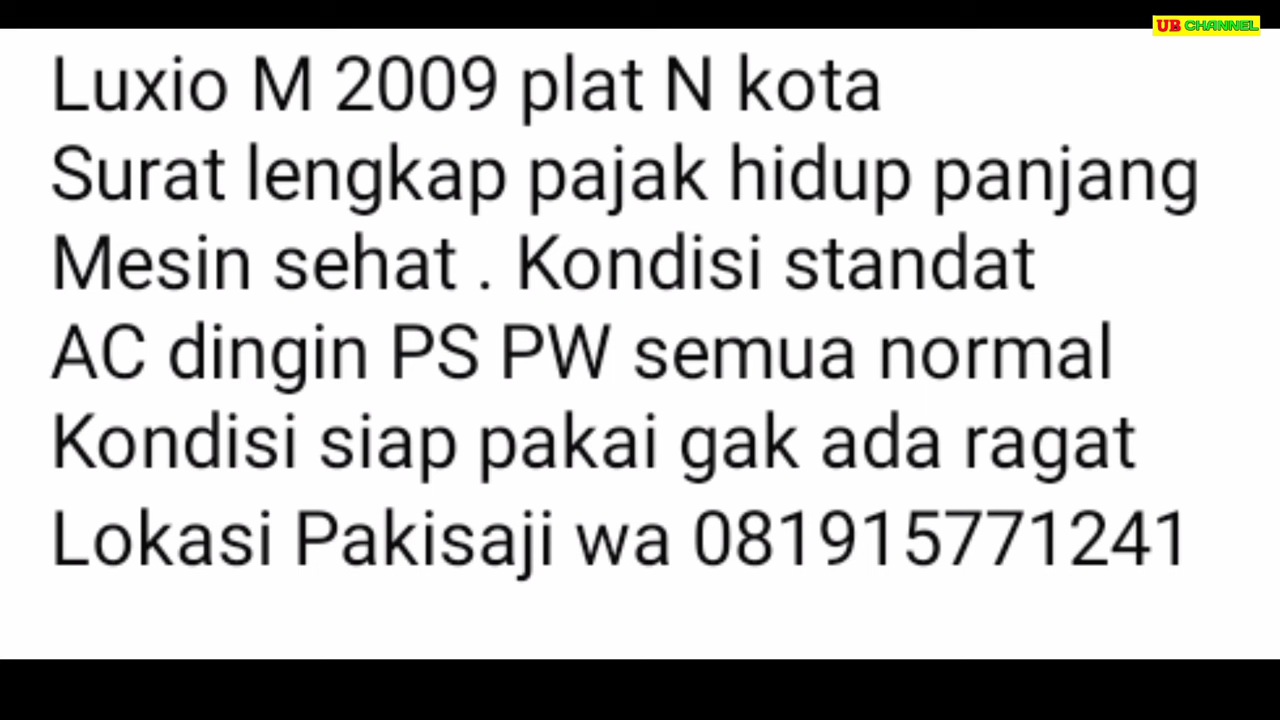 UB CHANNEL
Luxio M 2009 plat N kota
Surat lengkap pajak hidup panjang
Mesin sehat . Kondisi standat
AC dingin PS PW semua normal
Kondisi siap pakai gak ada ragat
Lokasi Pakisaji wa 081915771241